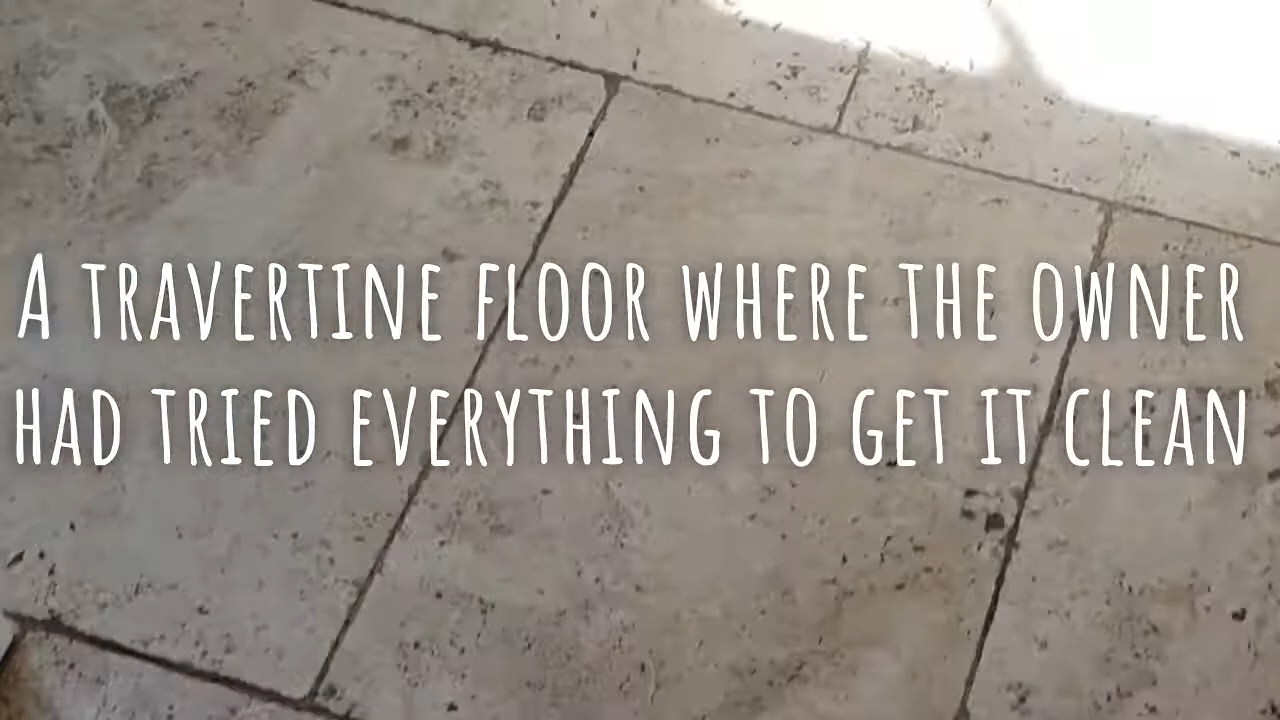 A TRAVERTINE FLOOR WHERE THE OWNER
HAD TRIED EVERYTHING TO GET IT CLEAN